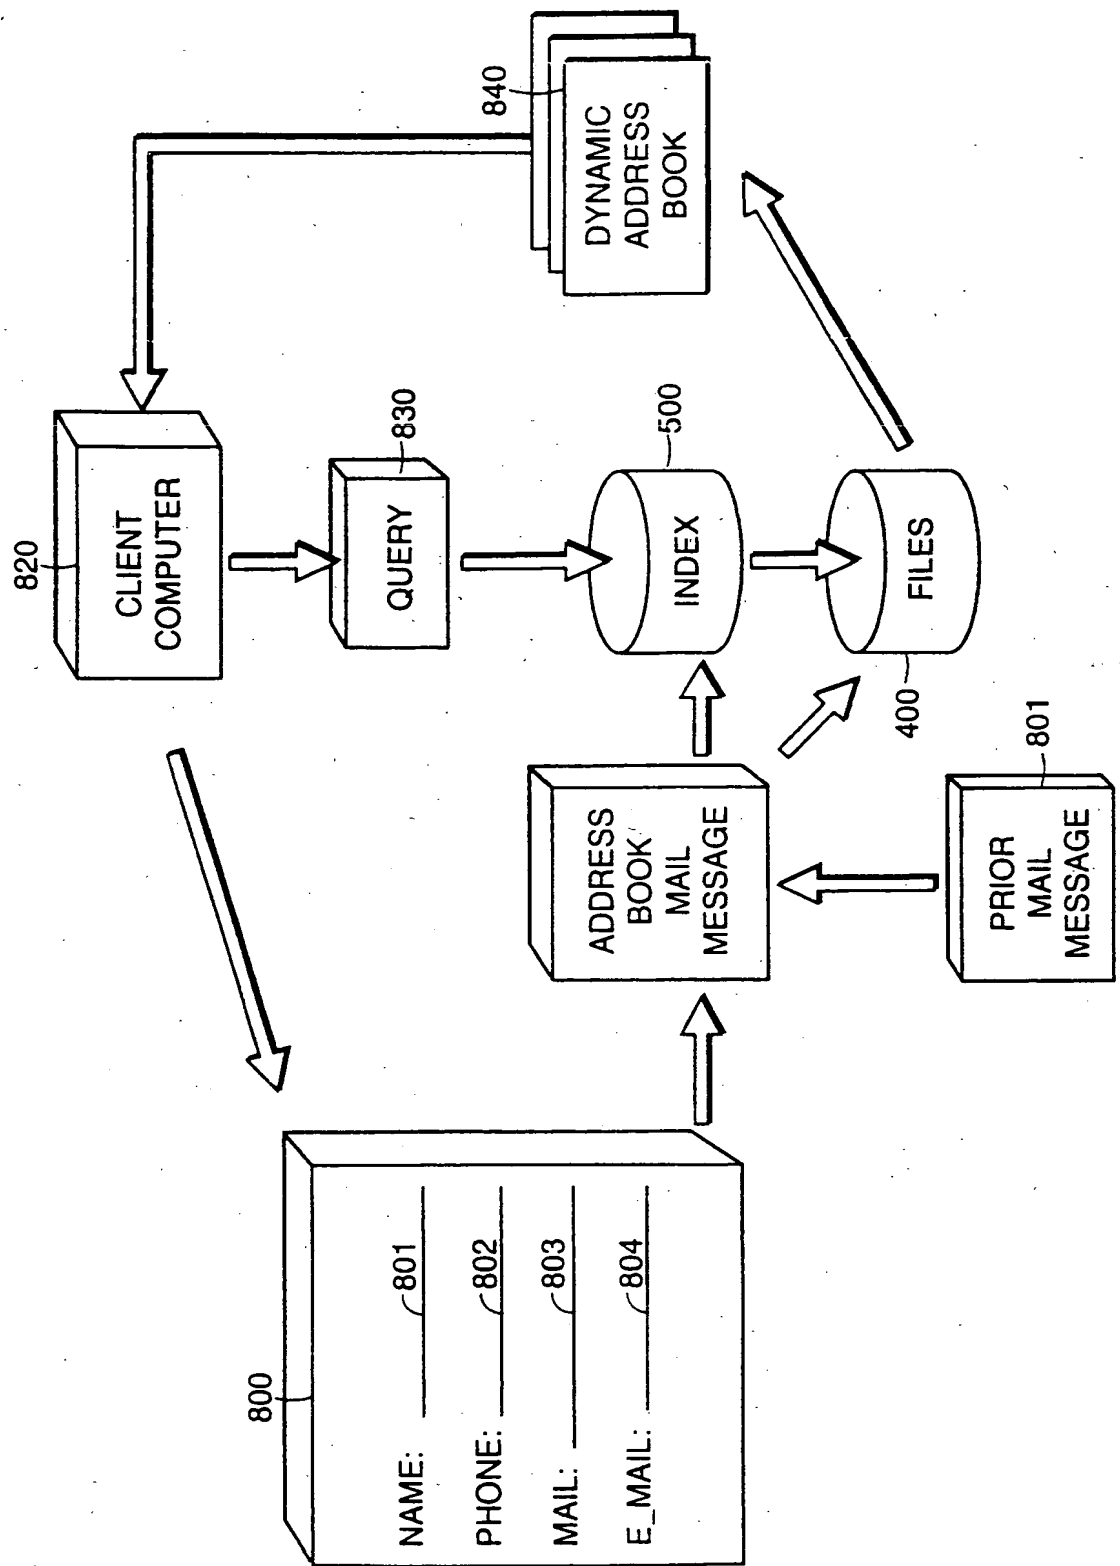 800
NAME: 801
PHONE: 802
MAIL: 803
E_MAIL: 804
820
CLIENT
COMPUTER
QUERY
830
ADDRESS
BOOK
MAIL
MESSAGE
PRIOR
MAIL
MESSAGE
801
INDEX
500
FILES
400
840
DYNAMIC
ADDRESS
BOOK